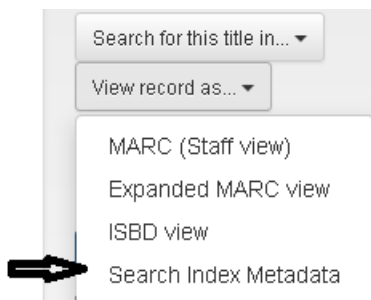 Search for this title in...
View record as...
MARC (Staff view)
Expanded MARC view
ISBD view
Search Index Metadata